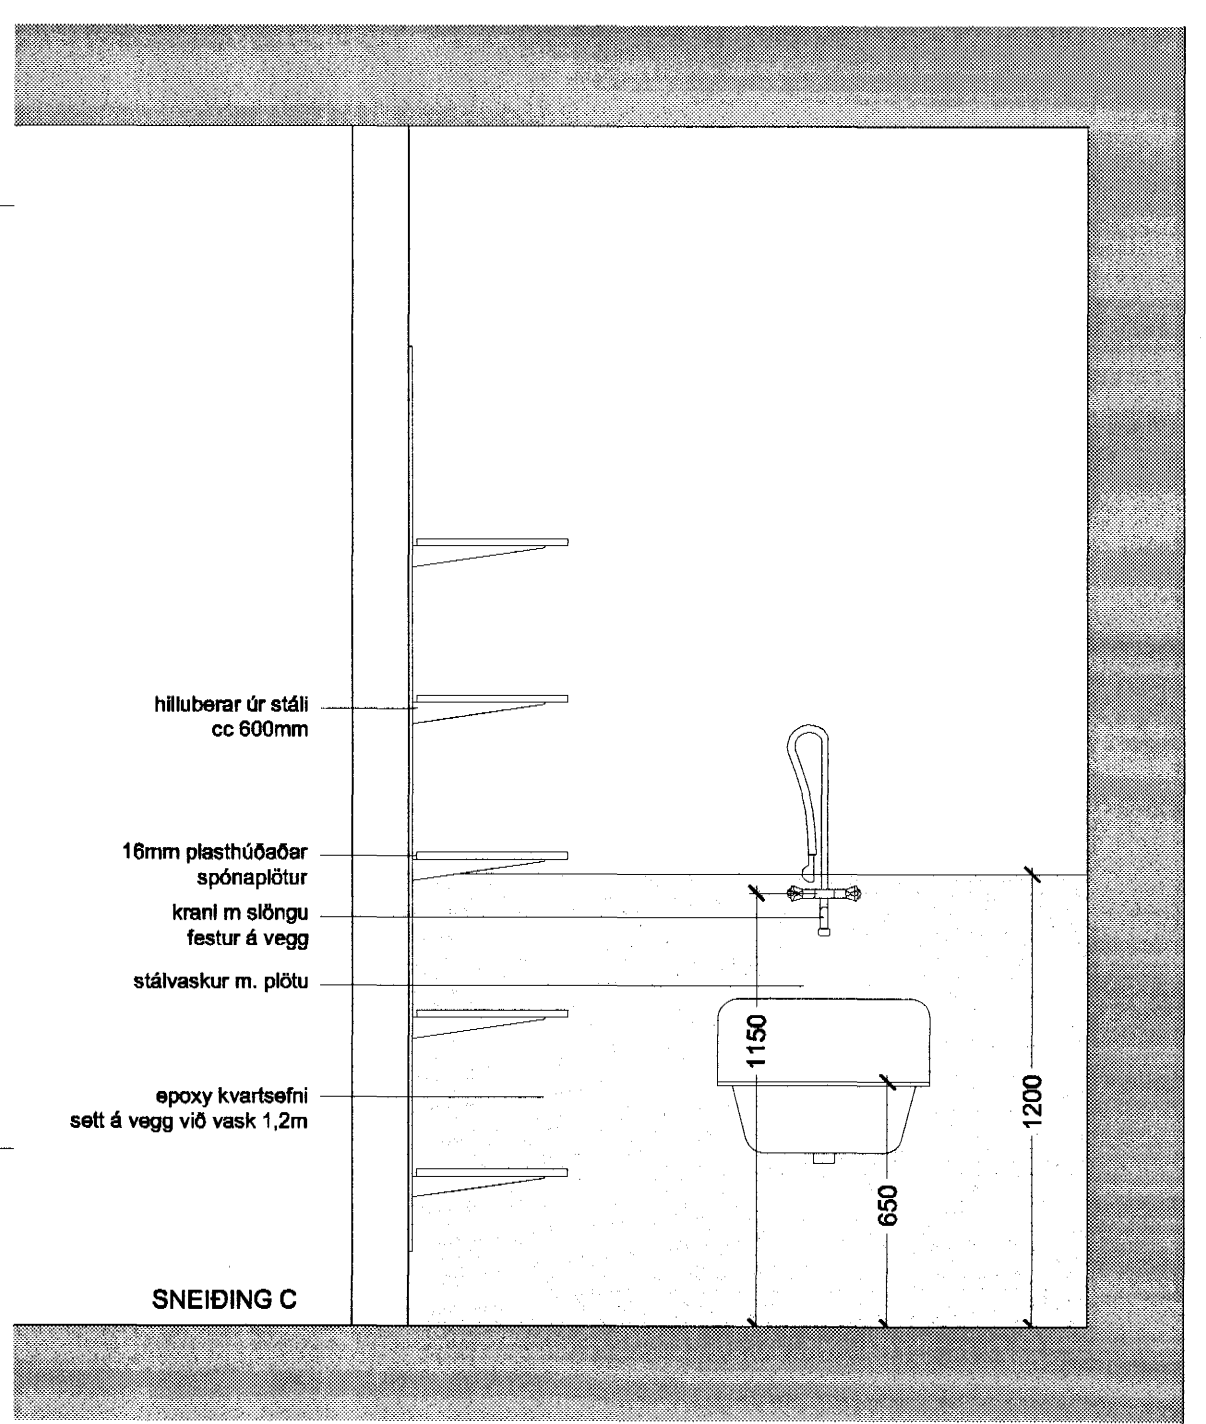 hilluberar úr stáli
cc 600mm
16mm plasthúðaðar
spónaplötur
krani m slöngu
festur á vegg
stálvaskur m. plötu
epoxy kvartsefni
sett á vegg við vask 1,2m
1150
650
1200
SNEIÐING C